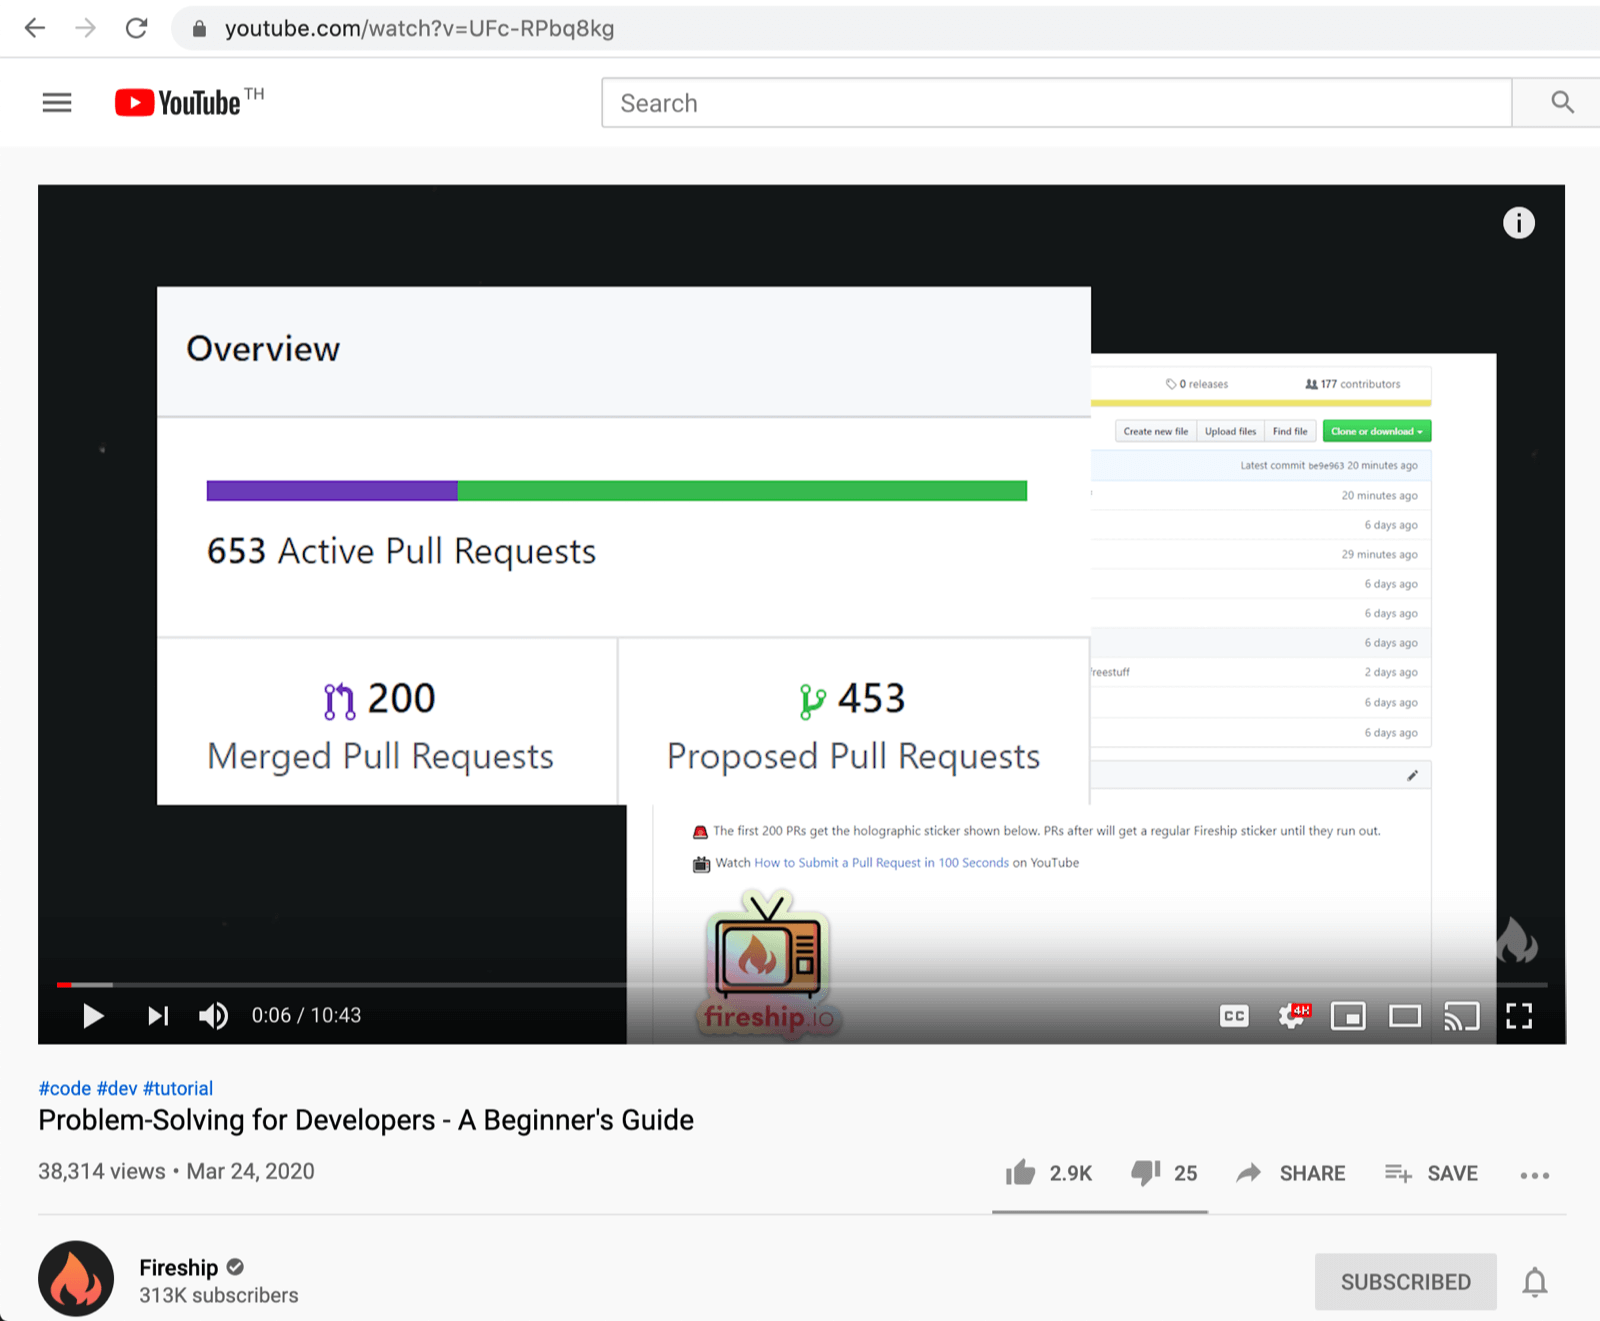 youtube.com/watch?v=UFc-RPbq8kg
YouTube TH
Search
Overview
0 releases
177 contributors
Create new file
Upload files
Find file
Clone or download
Latest commit be9e963 20 minutes ago
653 Active Pull Requests
20 minutes ago
6 days ago
29 minutes ago
6 days ago
6 days ago
6 days ago
reestuff
2 days ago
6 days ago
6 days ago
200
Merged Pull Requests
453
Proposed Pull Requests
The first 200 PRs get the holographic sticker shown below. PRs after will get a regular Fireship sticker until they run out.
Watch How to Submit a Pull Request in 100 Seconds on YouTube
fireship.io
0:06 / 10:43
CC
4K
#code #dev #tutorial
Problem-Solving for Developers - A Beginner's Guide
38,314 views • Mar 24, 2020
2.9K
25
SHARE
SAVE
Fireship
313K subscribers
SUBSCRIBED